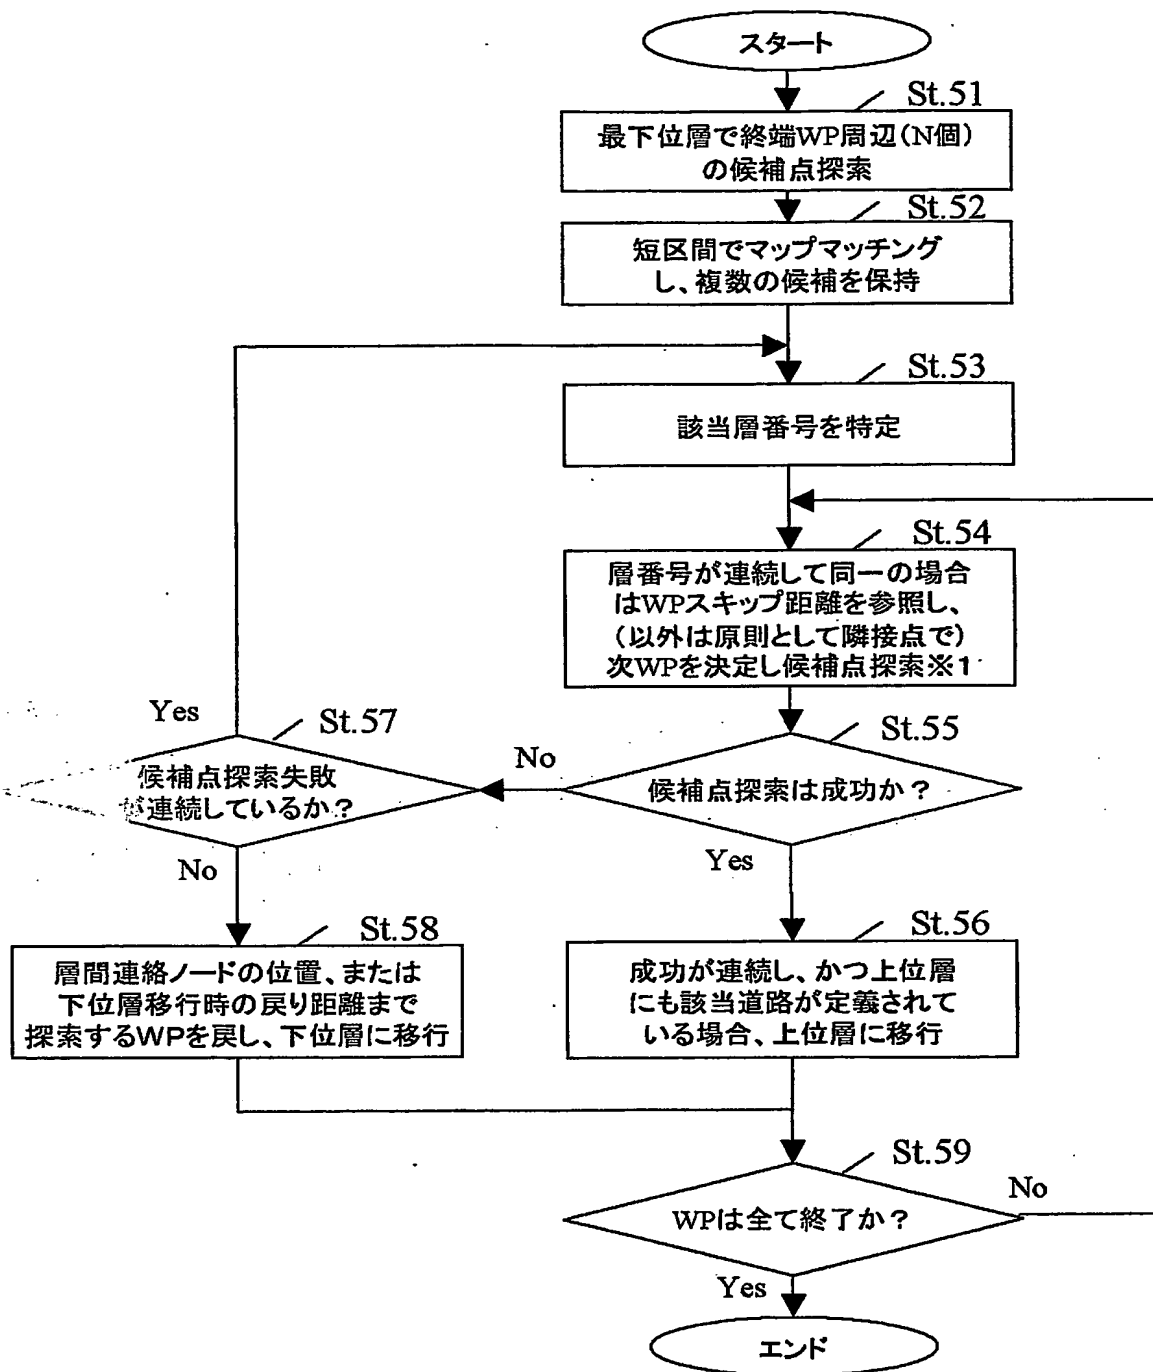 スタート
St.51
最下位層で終端WP周辺(N個)
の候補点探索
St.52
短区間でマップマッチング
し、複数の候補を保持
St.53
該当層番号を特定
St.54
層番号が連続して同一の場合
はWPスキップ距離を参照し、
(以外は原則として隣接点で)
次WPを決定し候補点探索※1
St.55
候補点探索は成功か?
No
Yes
St.57
候補点探索失敗
が連続しているか?
Yes
No
St.58
層間連絡ノードの位置、または
下位層移行時の戻り距離まで
探索するWPを戻し、下位層に移行
St.56
成功が連続し、かつ上位層
にも該当道路が定義されて
いる場合、上位層に移行
St.59
WPは全て終了か?
No
Yes
エンド